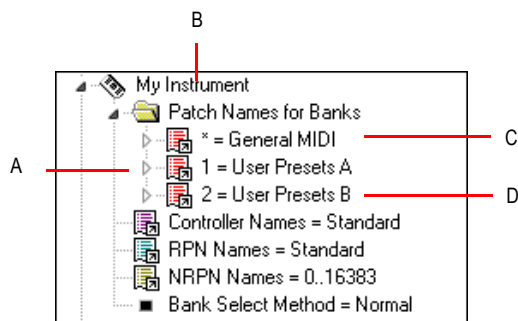 B
My Instrument
Patch Names for Banks
* = General MIDI
C
A
1 = User Presets A
2 = User Presets B
D
Controller Names = Standard
RPN Names = Standard
NRPN Names = 0..16383
Bank Select Method = Normal